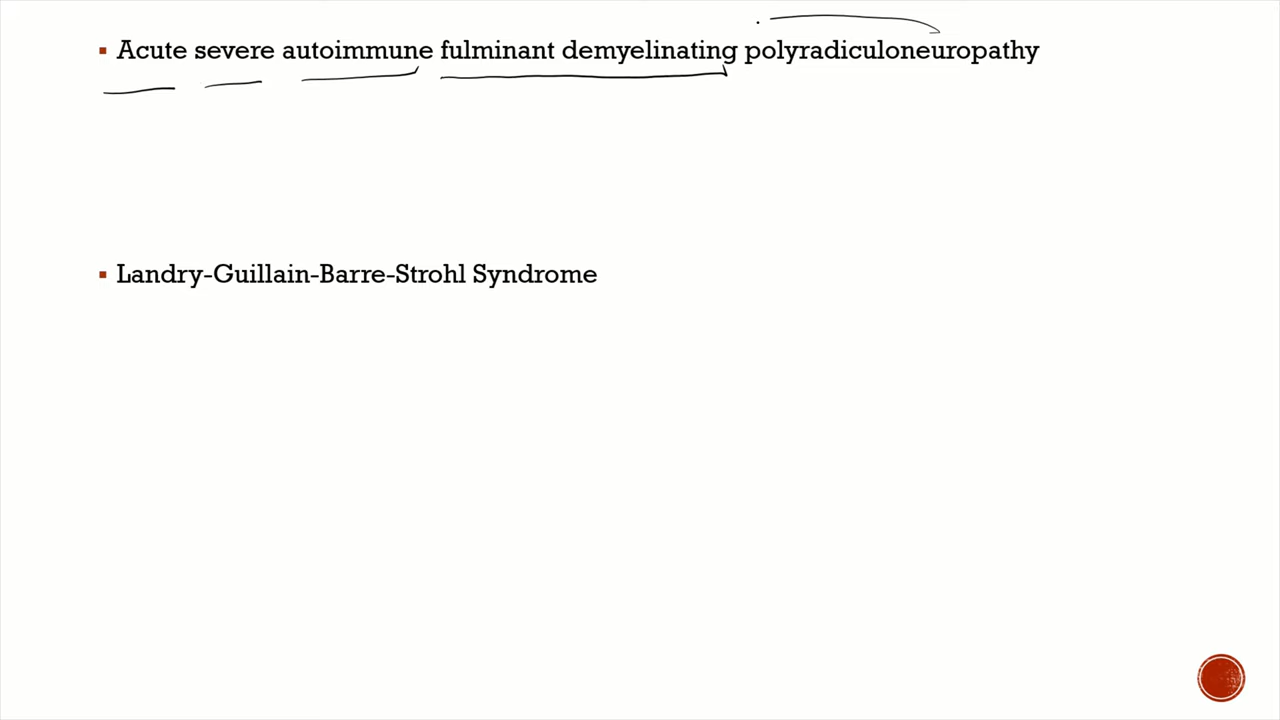 Acute severe autoimmune fulminant demyelinating polyradiculoneuropathy
Landry-Guillain-Barre-Strohl Syndrome